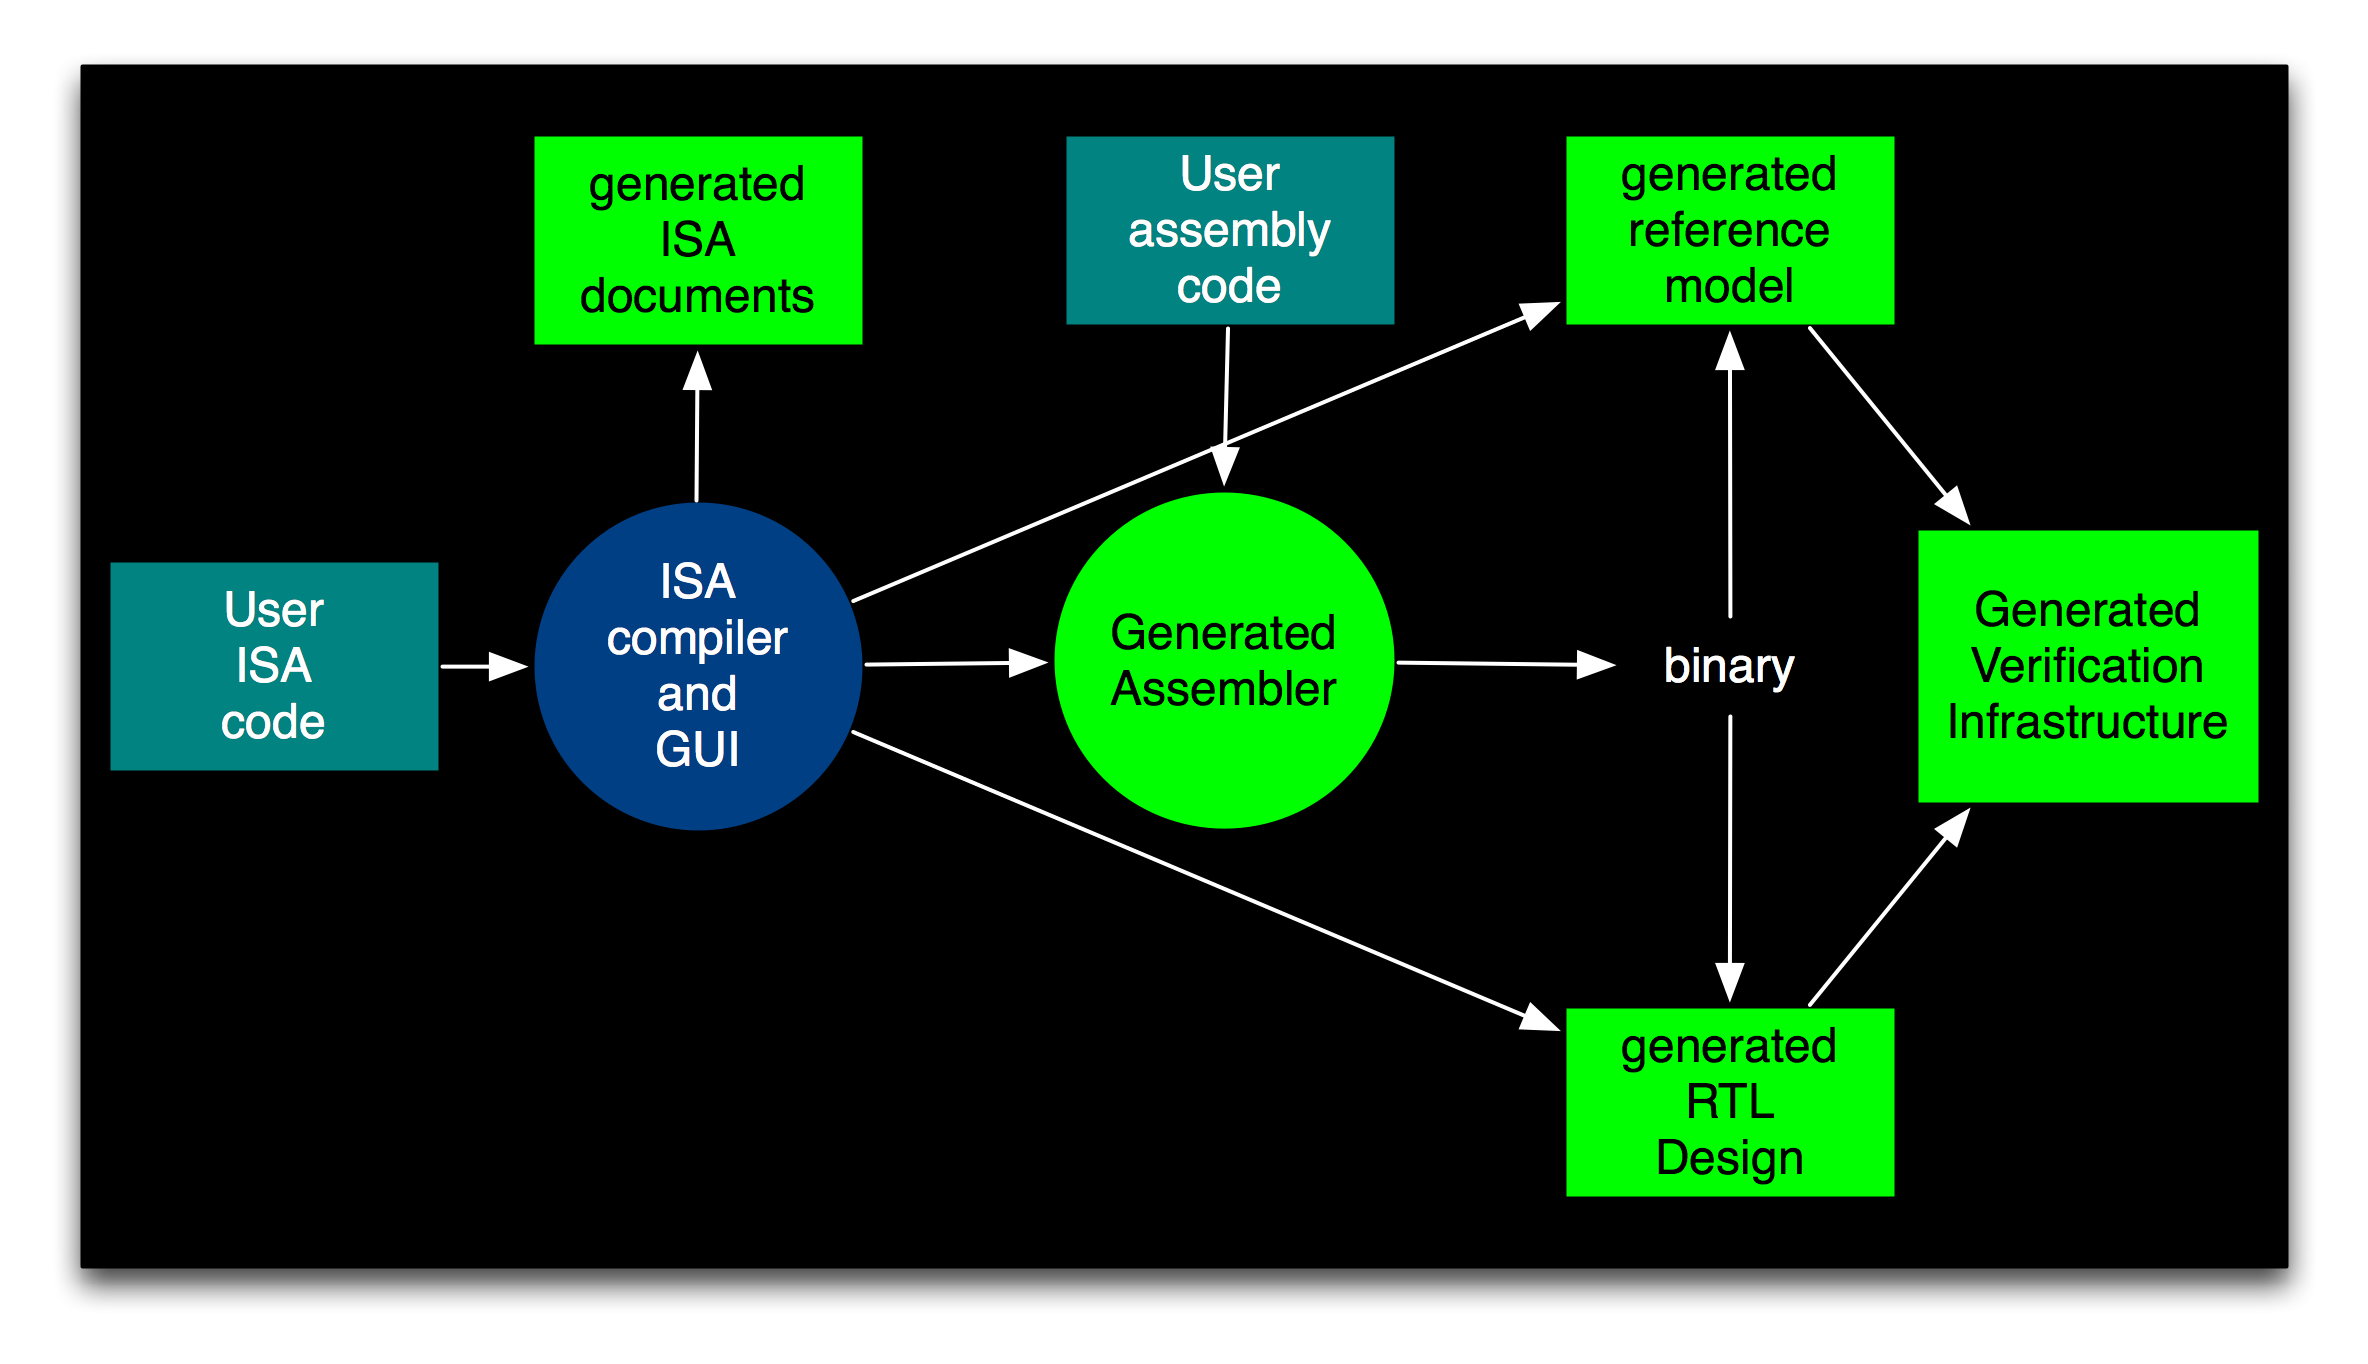 generated
ISA
documents
User
assembly
code
generated
reference
model
User
ISA
code
ISA
compiler
and
GUI
Generated
Assembler
binary
Generated
Verification
Infrastructure
generated
RTL
Design